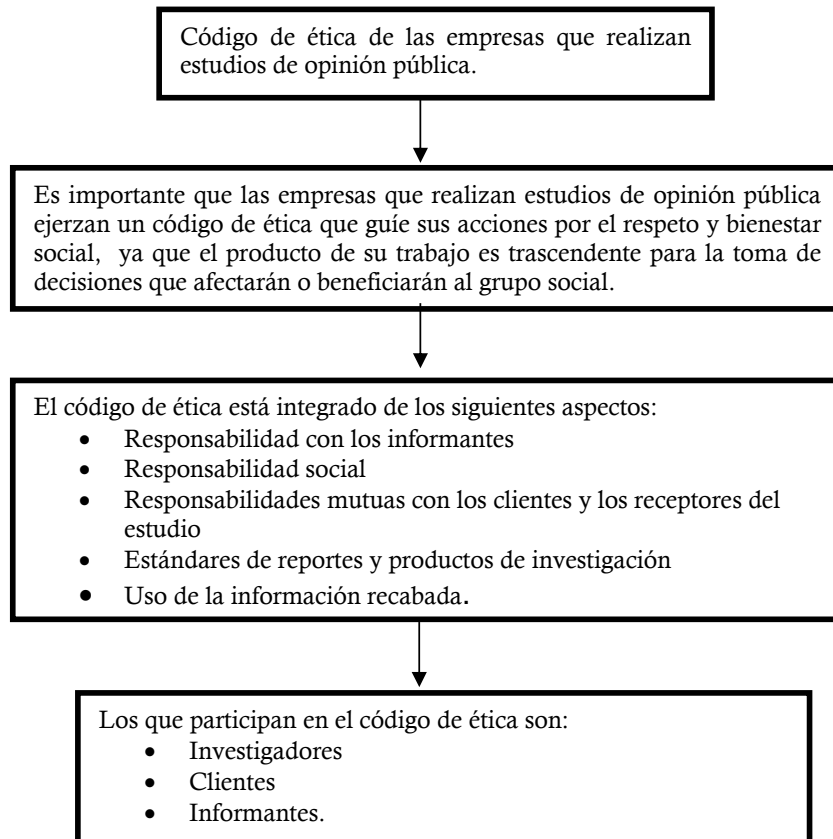 Código de ética de las empresas que realizan
estudios de opinión pública.
Es importante que las empresas que realizan estudios de opinión pública
ejerzan un código de ética que guíe sus acciones por el respeto y bienestar
social, ya que el producto de su trabajo es trascendente para la toma de
decisiones que afectarán o beneficiarán al grupo social.
El código de ética está integrado de los siguientes aspectos:
• Responsabilidad con los informantes
• Responsabilidad social
• Responsabilidades mutuas con los clientes y los receptores del
estudio
• Estándares de reportes y productos de investigación
• Uso de la información recabada.
Los que participan en el código de ética son:
• Investigadores
• Clientes
• Informantes.